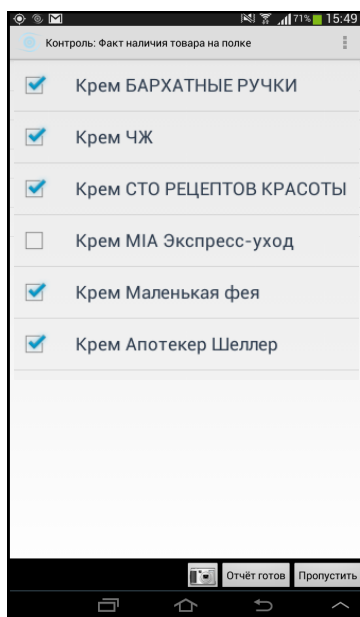 71% 15:49
Контроль: Факт наличия товара на полке
Крем БАРХАТНЫЕ РУЧКИ
Крем ЧЖ
Крем СТО РЕЦЕПТОВ КРАСОТЫ
Крем MIA Экспресс-уход
Крем Маленькая фея
Крем Апотекер Шеллер
Отчёт готов Пропустить